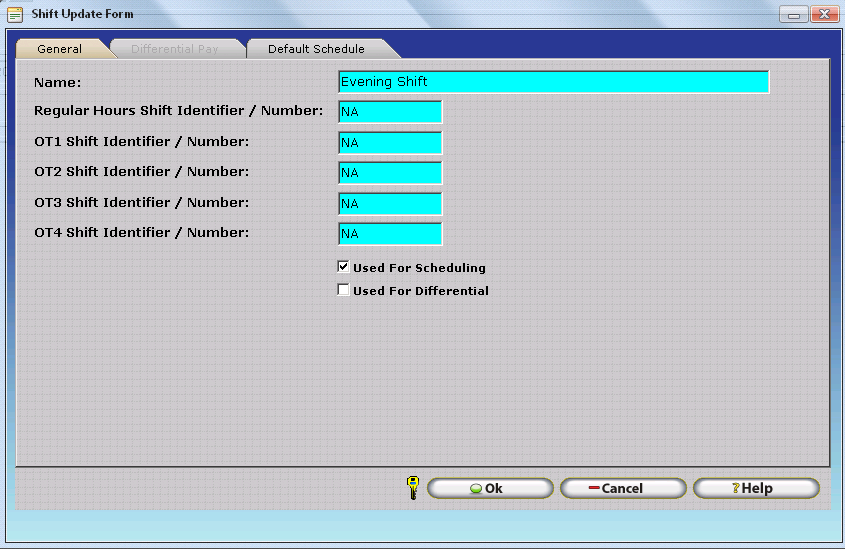 Shift Update Form
General Differential Pay Default Schedule
Name: Evening Shift
Regular Hours Shift Identifier / Number: NA
OT1 Shift Identifier / Number: NA
OT2 Shift Identifier / Number: NA
OT3 Shift Identifier / Number: NA
OT4 Shift Identifier / Number: NA
Used For Scheduling
Used For Differential
Ok Cancel ? Help